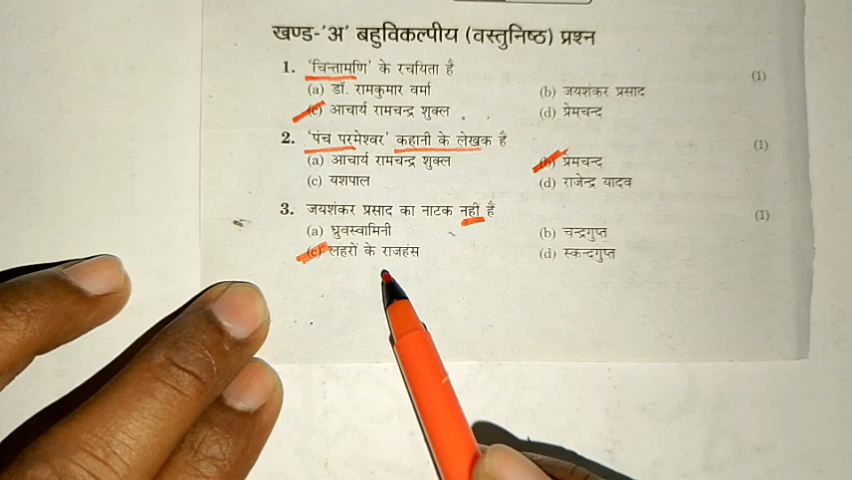 खण्ड-'अ' बहुविकल्पीय (वस्तुनिष्ठ) प्रश्न
1. 'चिन्तामणि' के रचयिता है (1)
(a) डॉ. रामकुमार वर्मा (b) जयशंकर प्रसाद
(c) आचार्य रामचन्द्र शुक्ल (d) प्रेमचन्द
2. 'पंच परमेश्वर' कहानी के लेखक है (1)
(a) आचार्य रामचन्द्र शुक्ल (b) प्रेमचन्द
(c) यशपाल (d) राजेन्द्र यादव
3. जयशंकर प्रसाद का नाटक नहीं है (1)
(a) ध्रुवस्वामिनी (b) चन्द्रगुप्त
(c) लहरों के राजहंस (d) स्कन्दगुप्त